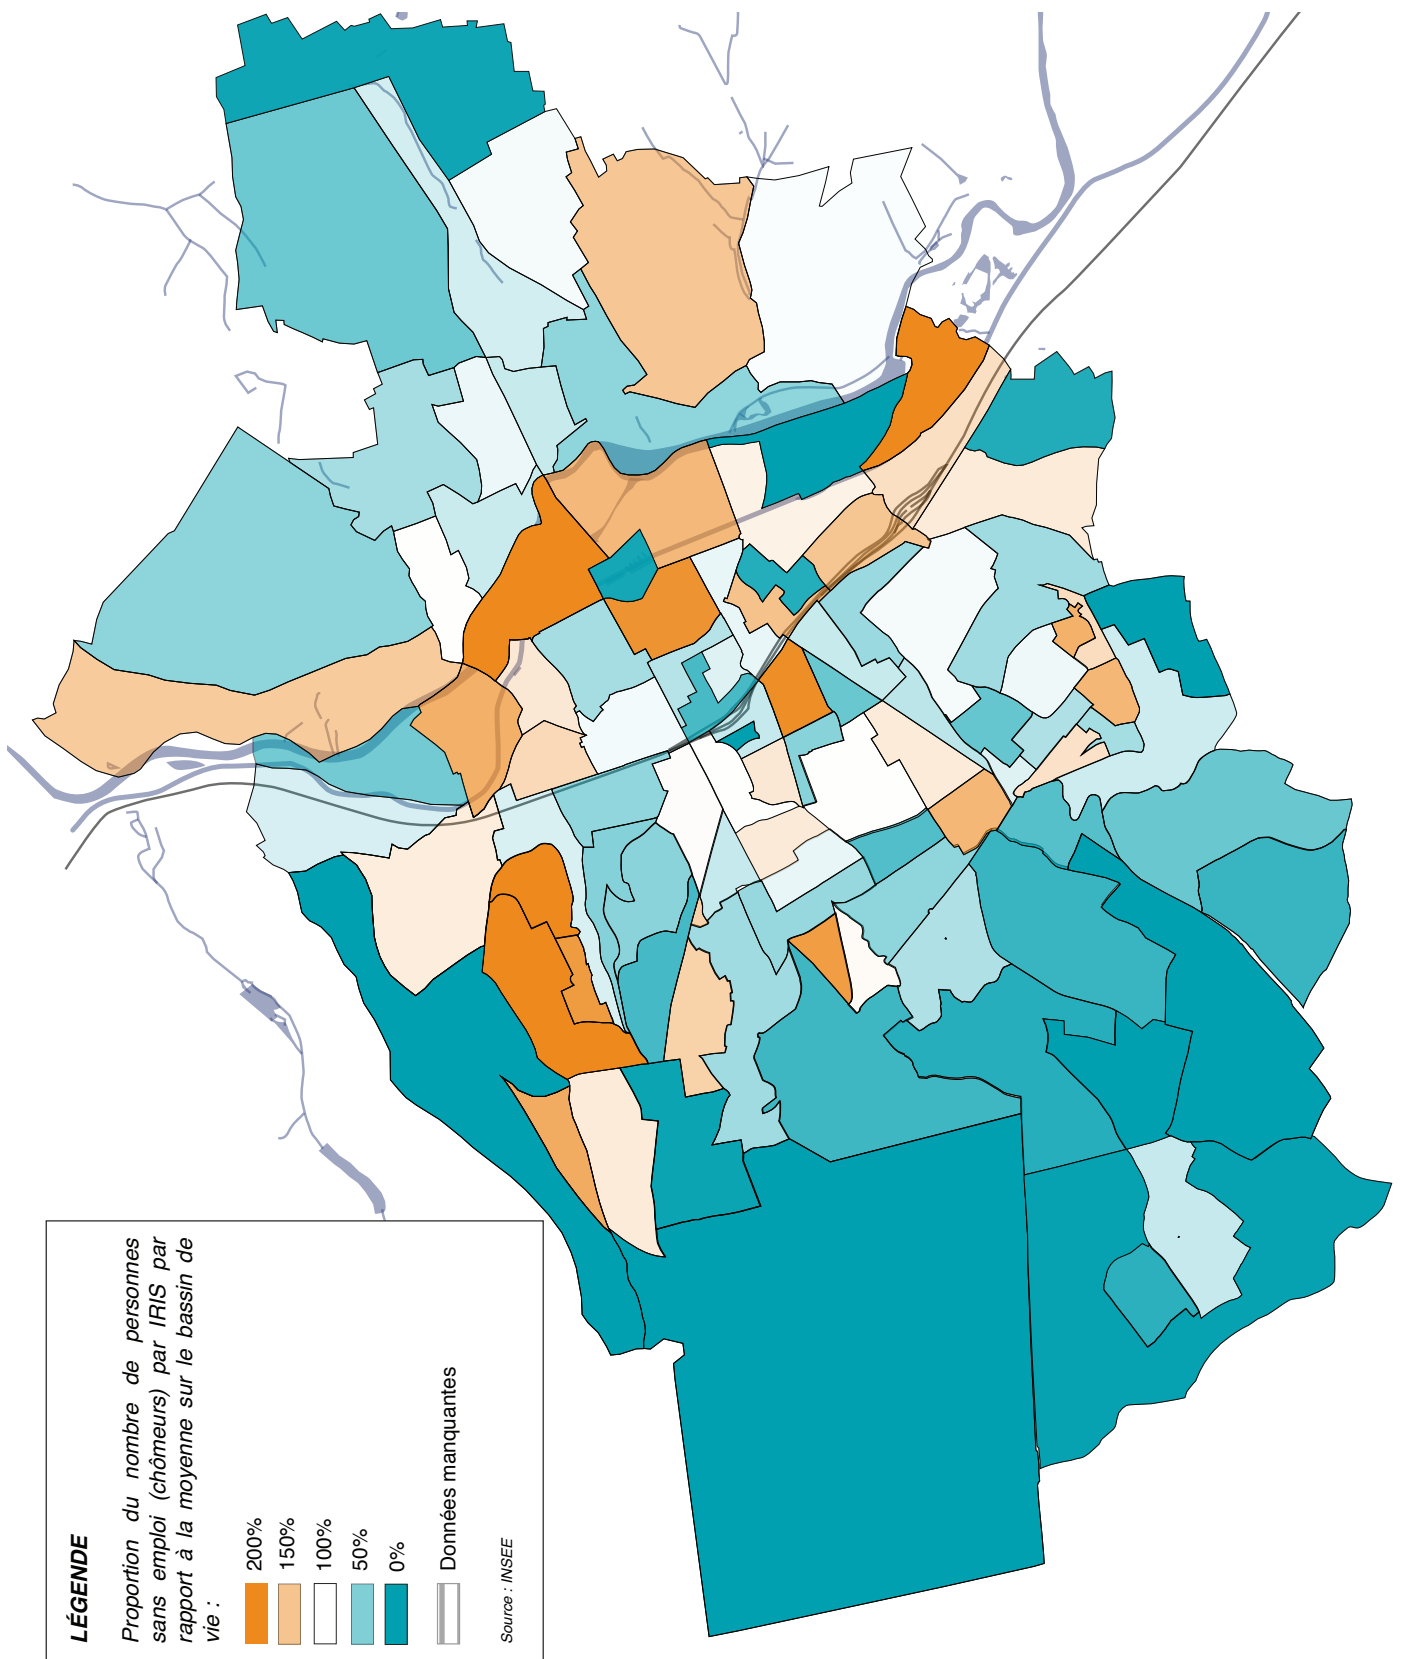 LÉGENDE
Proportion du nombre de personnes
sans emploi (chômeurs) par IRIS par
rapport à la moyenne sur le bassin de
vie :
200%
150%
100%
50%
0%
Données manquantes
Source : INSEE